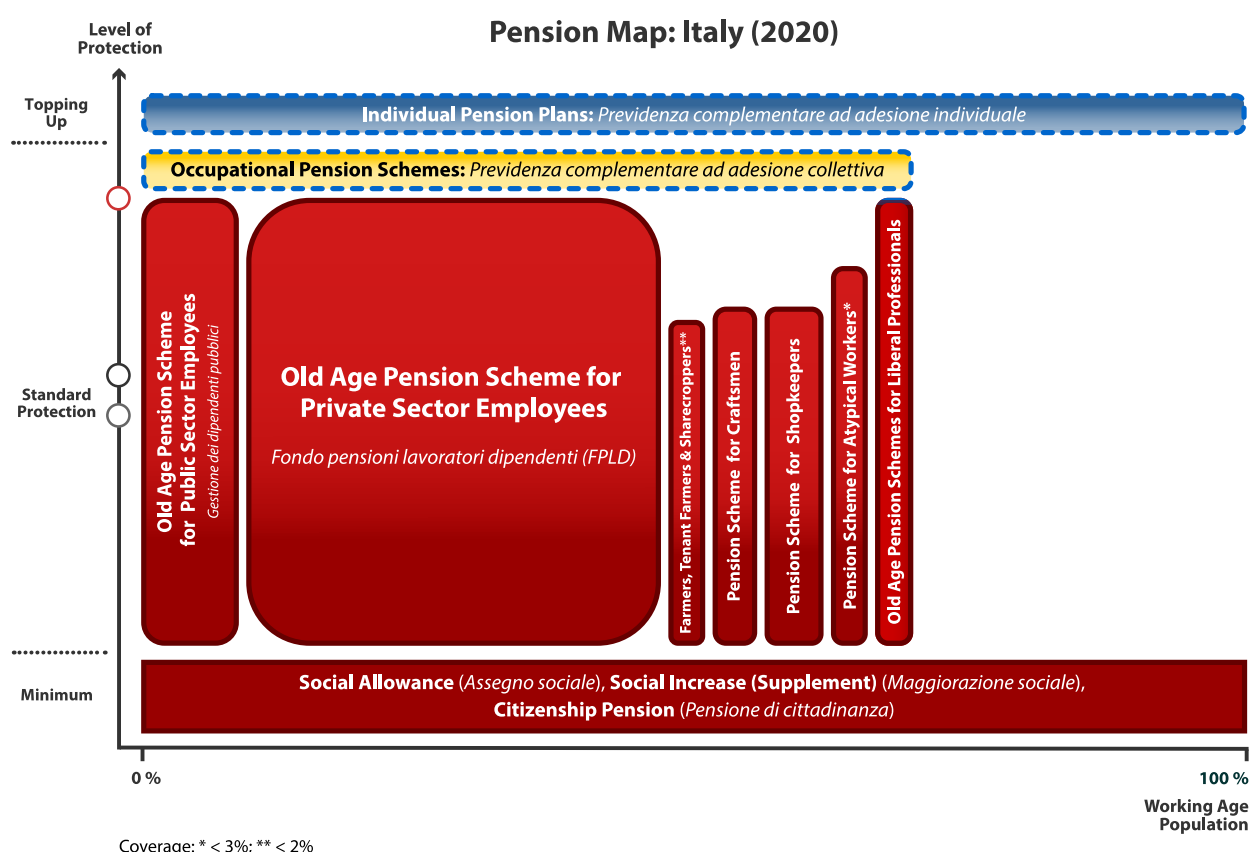 Pension Map: Italy (2020)
Level of
Protection
Topping
Up
Individual Pension Plans: Previdenza complementare ad adesione individuale
Occupational Pension Schemes: Previdenza complementare ad adesione collettiva
Standard
Protection
Old Age Pension Scheme
for Public Sector Employees
Gestione dei dipendenti pubblici
Old Age Pension Scheme for
Private Sector Employees
Fondo pensioni lavoratori dipendenti (FPLD)
Farmers, Tenant Farmers & Sharecroppers**
Pension Scheme for Craftsmen
Pension Scheme for Shopkeepers
Pension Scheme for Atypical Workers*
Old Age Pension Schemes for Liberal Professionals
Minimum
Social Allowance (Assegno sociale), Social Increase (Supplement) (Maggiorazione sociale),
Citizenship Pension (Pensione di cittadinanza)
0 %
100 %
Working Age
Population
Coverage: * < 3%; ** < 2%